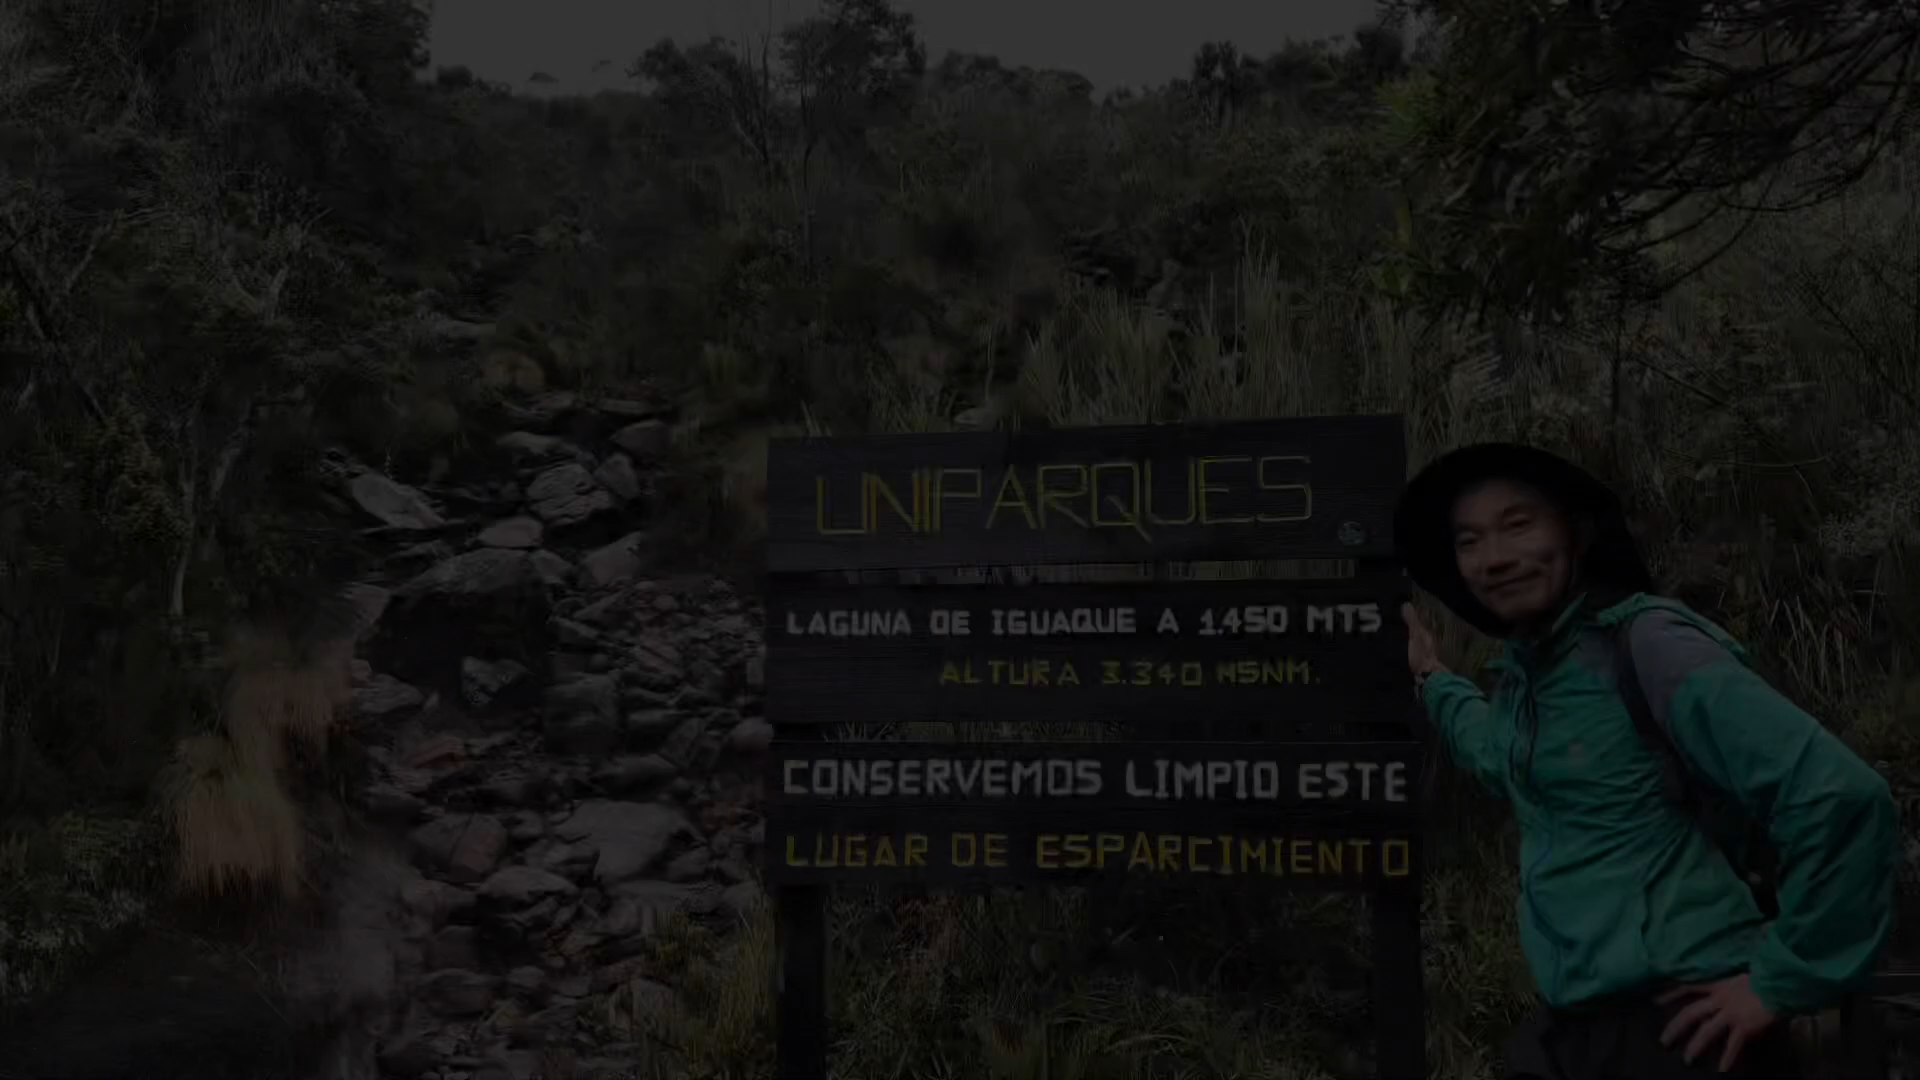 UNIPARQUES
LAGUNA DE IGUAQUE A 1.450 MTS
ALTURA 3.340 MSNM.
CONSERVEMOS LIMPIO ESTE
LUGAR DE ESPARCIMIENTO